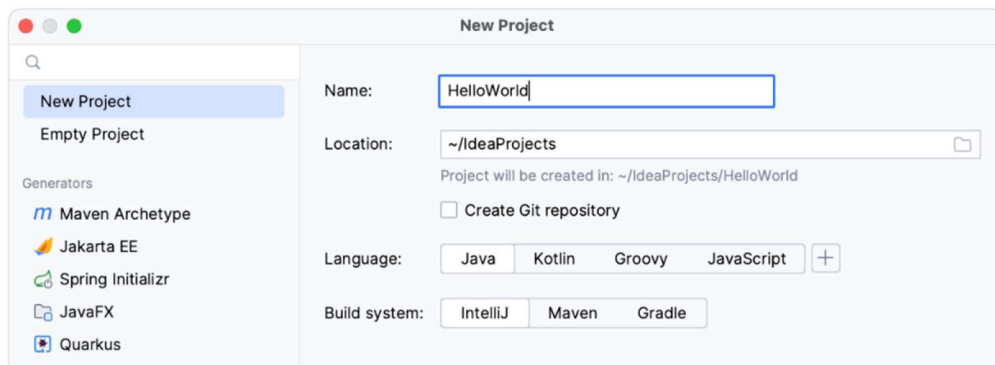 New Project
New Project
Empty Project
Generators
Maven Archetype
Jakarta EE
Spring Initializr
JavaFX
Quarkus
Name: HelloWorld
Location: ~/IdeaProjects
Project will be created in: ~/IdeaProjects/HelloWorld
Create Git repository
Language: Java Kotlin Groovy JavaScript
Build system: IntelliJ Maven Gradle